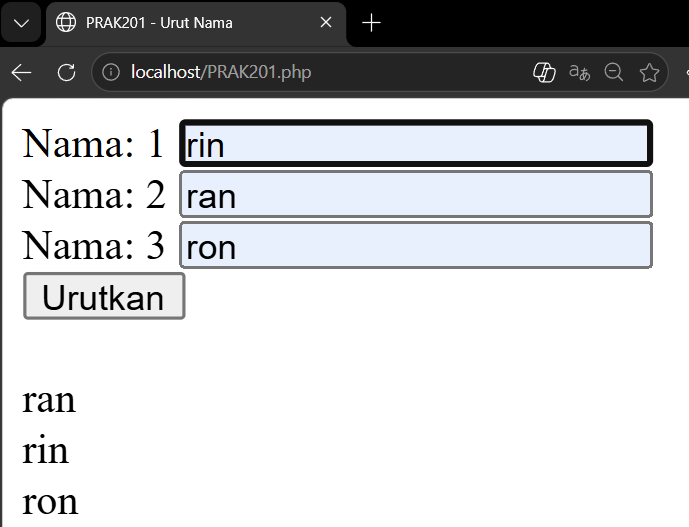 PRAK201 - Urut Nama
localhost/PRAK201.php
Nama: 1 rin
Nama: 2 ran
Nama: 3 ron
Urutkan
ran
rin
ron